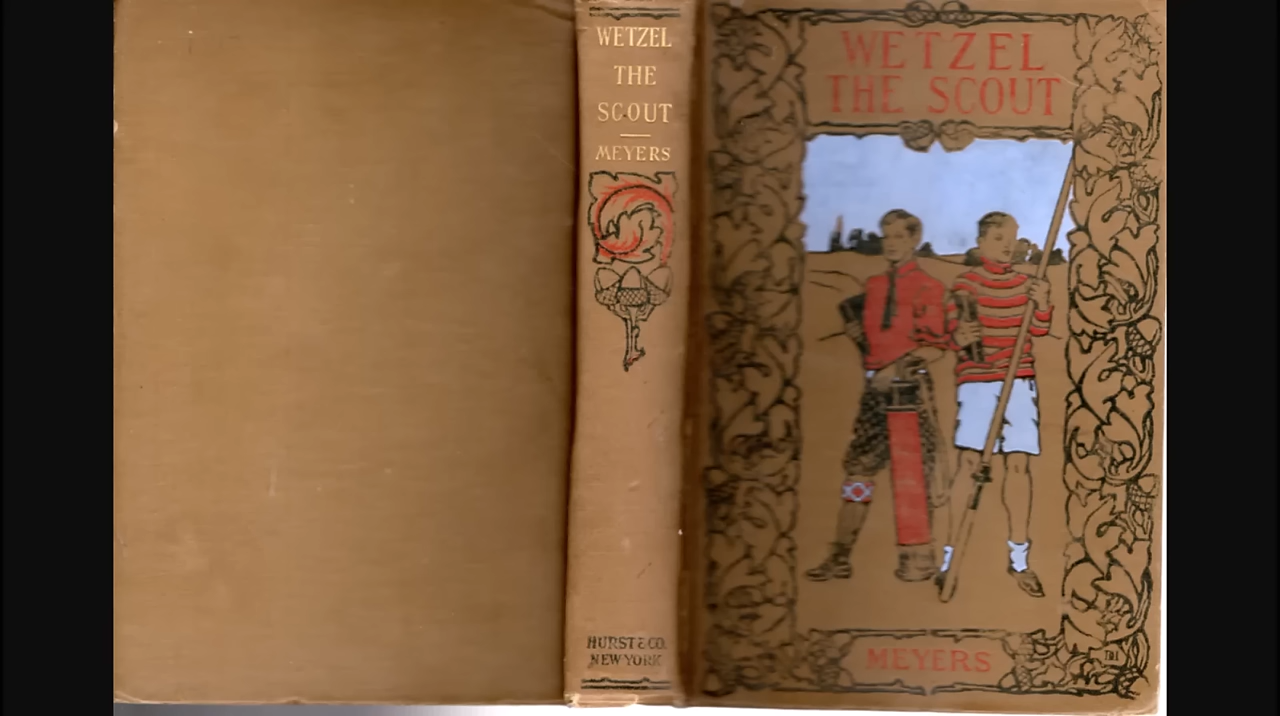 WETZEL
THE
SCOUT
MEYERS
HURST & CO.
NEW YORK
WETZEL
THE SCOUT
MEYERS